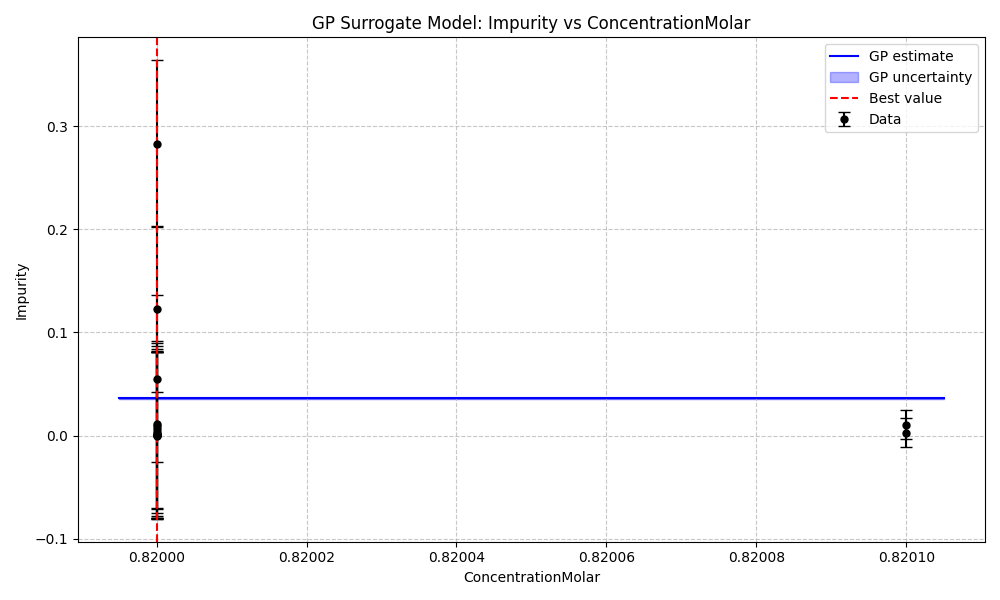 GP Surrogate Model: Impurity vs ConcentrationMolar
GP estimate
GP uncertainty
Best value
Data
Impurity
0.3
0.2
0.1
0.0
−0.1
0.82000 0.82002 0.82004 0.82006 0.82008 0.82010
ConcentrationMolar